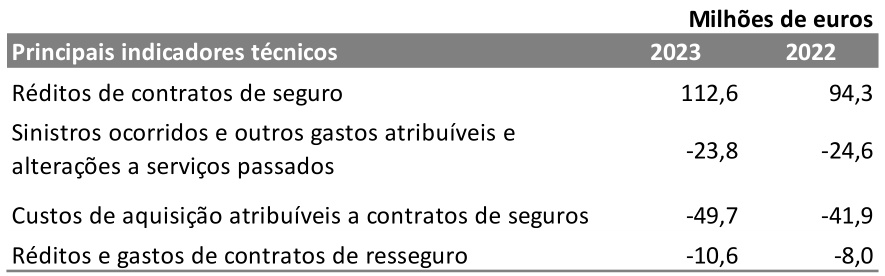 Milhões de euros
Principais indicadores técnicos 2023 2022
Réditos de contratos de seguro 112,6 94,3
Sinistros ocorridos e outros gastos atribuíveis e
alterações a serviços passados -23,8 -24,6
Custos de aquisição atribuíveis a contratos de seguros -49,7 -41,9
Réditos e gastos de contratos de resseguro -10,6 -8,0